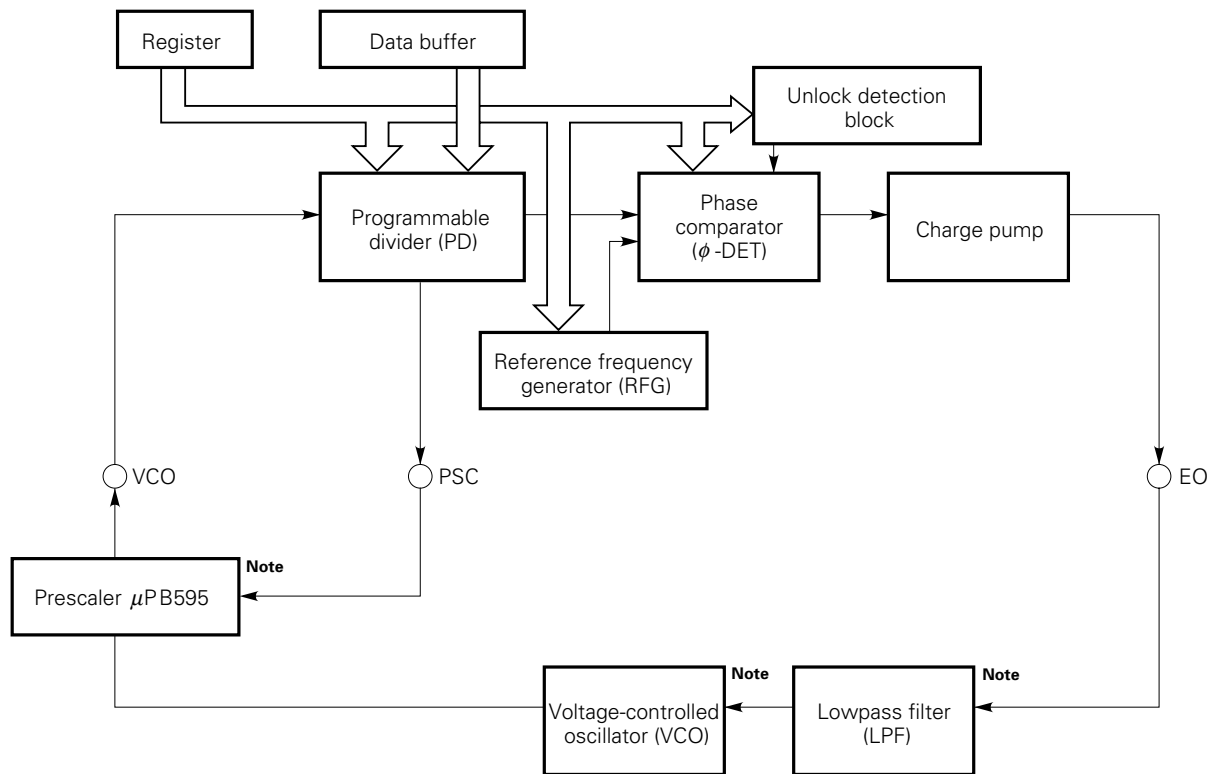 Register
Data buffer
Unlock detection
block
Programmable
divider (PD)
Phase
comparator
(ϕ -DET)
Charge pump
Reference frequency
generator (RFG)
VCO
PSC
EO
Prescaler μPB595
Note
Voltage-controlled
oscillator (VCO)
Note
Lowpass filter
(LPF)
Note